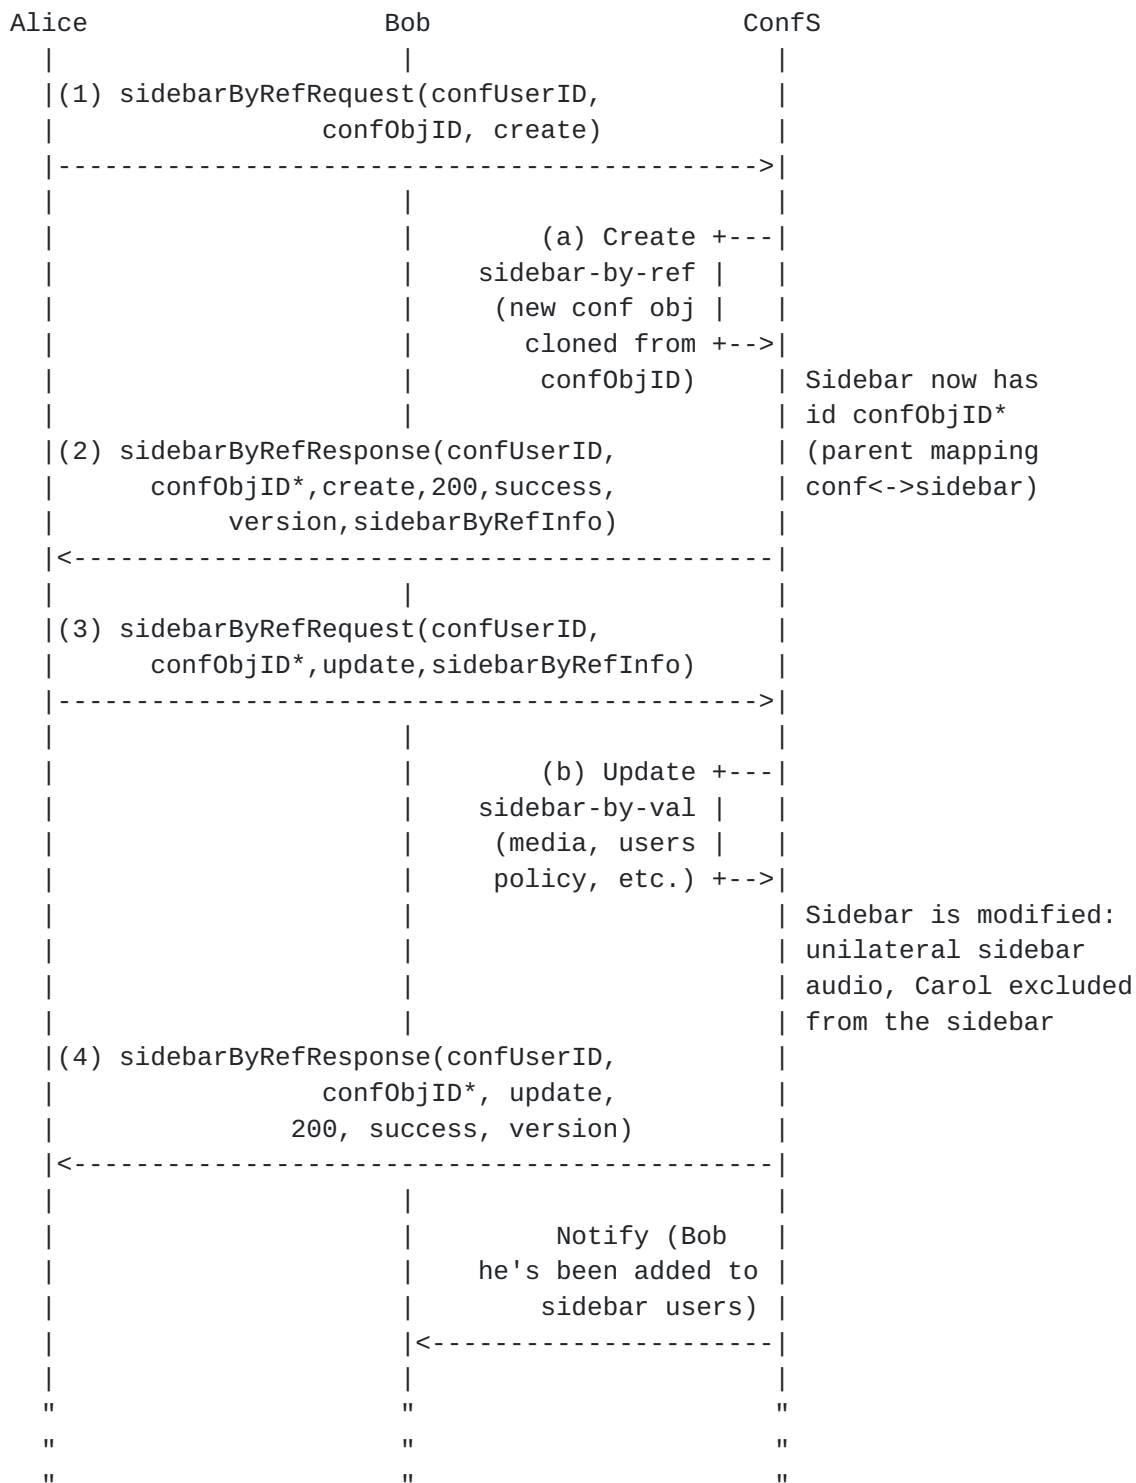 Alice                   Bob                    ConfS
  |                      |                       |
  |(1) sidebarByRefRequest(confUserID,           |
  |                 confObjID, create)           |
  |--------------------------------------------->|
  |                      |                       |
  |                      |        (a) Create +---|
  |                      |    sidebar-by-ref |   |
  |                      |     (new conf obj |   |
  |                      |       cloned from +-->|
  |                      |        confObjID)     | Sidebar now has
  |                      |                       | id confObjID*
  |(2) sidebarByRefResponse(confUserID,          | (parent mapping
  |      confObjID*,create,200,success,          | conf<->sidebar)
  |           version,sidebarByRefInfo)          |
  |<---------------------------------------------|
  |                      |                       |
  |(3) sidebarByRefRequest(confUserID,           |
  |      confObjID*,update,sidebarByRefInfo)     |
  |--------------------------------------------->|
  |                      |                       |
  |                      |        (b) Update +---|
  |                      |    sidebar-by-val |   |
  |                      |     (media, users |   |
  |                      |     policy, etc.) +-->|
  |                      |                       | Sidebar is modified:
  |                      |                       | unilateral sidebar
  |                      |                       | audio, Carol excluded
  |                      |                       | from the sidebar
  |(4) sidebarByRefResponse(confUserID,          |
  |                 confObjID*, update,          |
  |               200, success, version)         |
  |<---------------------------------------------|
  |                      |                       |
  |                      |         Notify (Bob   |
  |                      |    he's been added to |
  |                      |        sidebar users) |
  |                      |<----------------------|
  |                      |                       |
  "                      "                       "
  "                      "                       "
  "                      "                       "